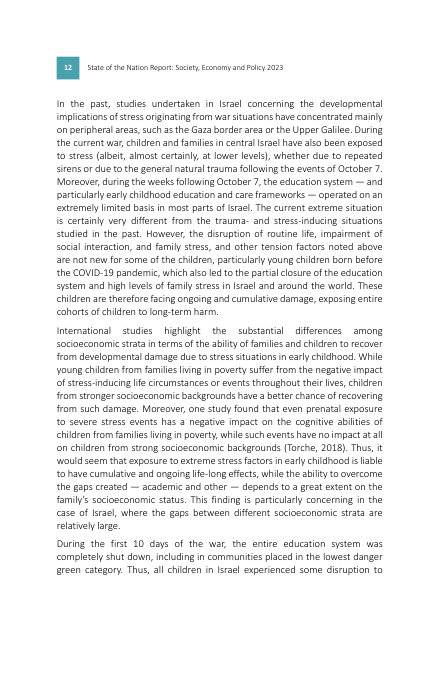 12 State of the Nation Report: Society, Economy and Policy 2023
In the past, studies undertaken in Israel concerning the developmental
implications of stress originating from war situations have concentrated mainly
on peripheral areas, such as the Gaza border area or the Upper Galilee. During
the current war, children and families in central Israel have also been exposed
to stress (albeit, almost certainly, at lower levels), whether due to repeated
sirens or due to the general natural trauma following the events of October 7.
Moreover, during the weeks following October 7, the education system — and
particularly early childhood education and care frameworks — operated on an
extremely limited basis in most parts of Israel. The current extreme situation
is certainly very different from the trauma- and stress-inducing situations
studied in the past. However, the disruption of routine life, impairment of
social interaction, and family stress, and other tension factors noted above
are not new for some of the children, particularly young children born before
the COVID-19 pandemic, which also led to the partial closure of the education
system and high levels of family stress in Israel and around the world. These
children are therefore facing ongoing and cumulative damage, exposing entire
cohorts of children to long-term harm.
International studies highlight the substantial differences among
socioeconomic strata in terms of the ability of families and children to recover
from developmental damage due to stress situations in early childhood. While
young children from families living in poverty suffer from the negative impact
of stress-inducing life circumstances or events throughout their lives, children
from stronger socioeconomic backgrounds have a better chance of recovering
from such damage. Moreover, one study found that even prenatal exposure
to severe stress events has a negative impact on the cognitive abilities of
children from families living in poverty, while such events have no impact at all
on children from strong socioeconomic backgrounds (Torche, 2018). Thus, it
would seem that exposure to extreme stress factors in early childhood is liable
to have cumulative and ongoing life-long effects, while the ability to overcome
the gaps created — academic and other — depends to a great extent on the
family's socioeconomic status. This finding is particularly concerning in the
case of Israel, where the gaps between different socioeconomic strata are
relatively large.
During the first 10 days of the war, the entire education system was
completely shut down, including in communities placed in the lowest danger
green category. Thus, all children in Israel experienced some disruption to